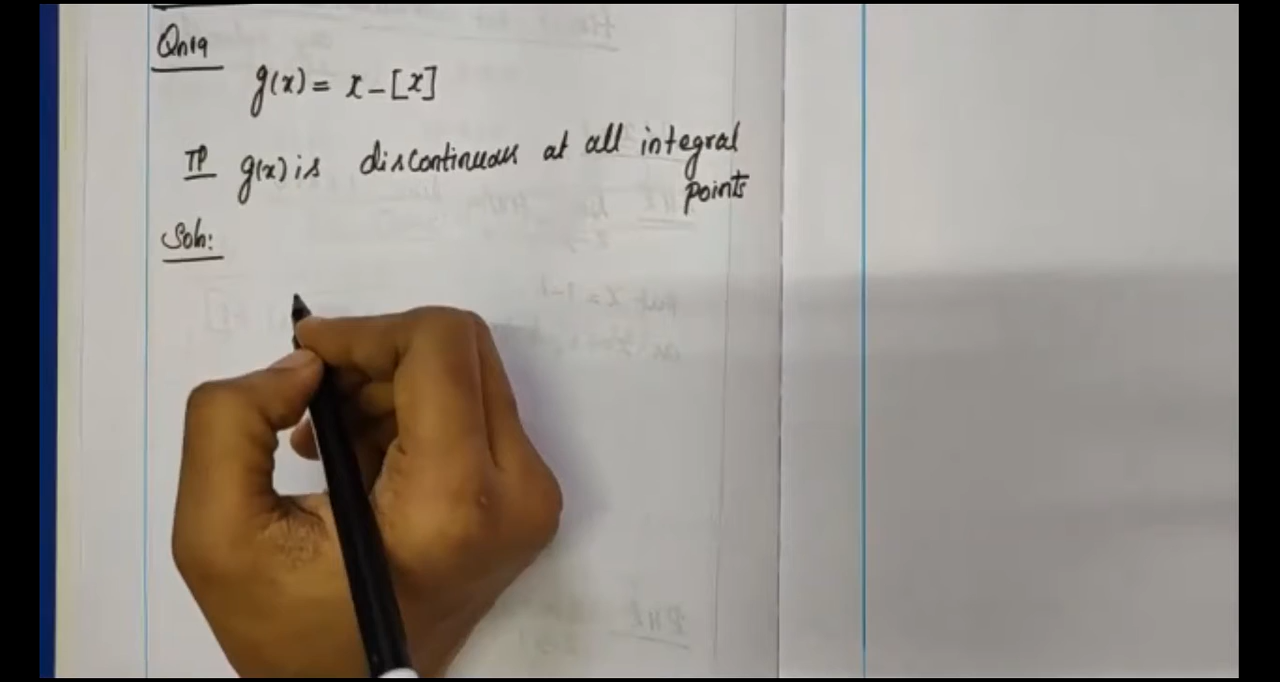 Qn19
g(x) = x - [x]
TP g(x) is discontinuous at all integral
points
Soln: